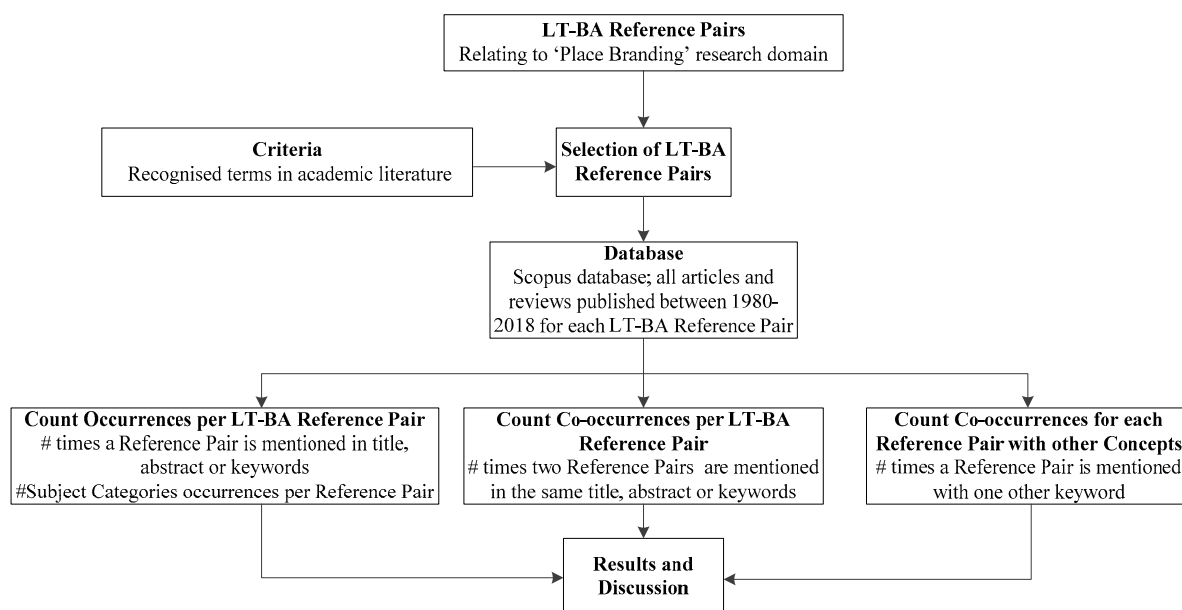 LT-BA Reference Pairs
Relating to ‘Place Branding’ research domain
Criteria
Recognised terms in academic literature
Selection of LT-BA
Reference Pairs
Database
Scopus database; all articles and
reviews published between 1980-
2018 for each LT-BA Reference Pair
Count Occurrences per LT-BA Reference Pair
# times a Reference Pair is mentioned in title,
abstract or keywords
#Subject Categories occurrences per Reference Pair
Count Co-occurrences per LT-BA
Reference Pair
# times two Reference Pairs are mentioned
in the same title, abstract or keywords
Count Co-occurrences for each
Reference Pair with other Concepts
# times a Reference Pair is mentioned
with one other keyword
Results and
Discussion